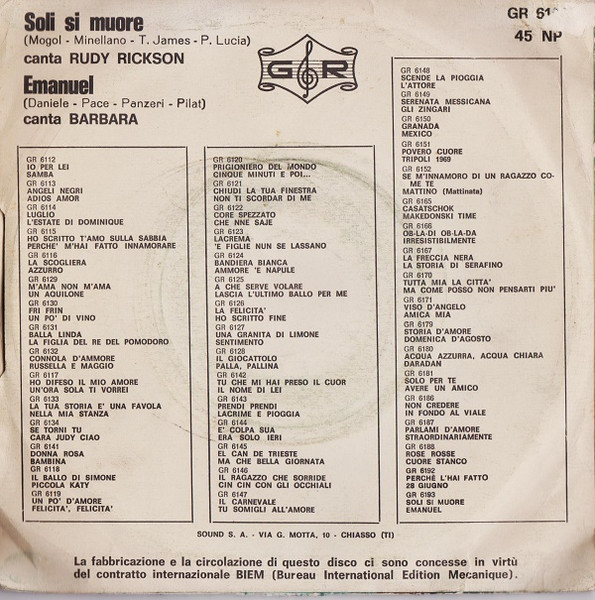 Soli si muore
(Mogol - Minellano - T. James - P. Lucia)
canta RUDY RICKSON
Emanuel
(Daniele - Pace - Panzeri - Pilat)
canta BARBARA
G R
GR
45 NP
GR 6112
IO PER LEI
SAMBA
GR 6113
ANGELI NEGRI
ADIOS AMOR
GR 6114
LUGLIO
L'ESTATE DI DOMINIQUE
GR 6115
HO SCRITTO T'AMO SULLA SABBIA
PERCHE' M'HAI FATTO INNAMORARE
GR 6116
LA SCOGLIERA
AZZURRO
GR 6129
M'AMA NON M'AMA
UN AQUILONE
GR 6130
FRI FRIN
UN PO' DI VINO
GR 6131
BALLA LINDA
LA FIGLIA DEL RE DEL POMODORO
GR 6132
CONNOLA D'AMMORE
RUSSELLA E MAGGIO
GR 6117
HO DIFESO IL MIO AMORE
UN'ORA SOLA TI VORREI
GR 6133
LA TUA STORIA E' UNA FAVOLA
NELLA MIA STANZA
GR 6134
SE TORNI TU
CARA JUDY CIAO
GR 6141
DONNA ROSA
BAMBINA
GR 6118
IL BALLO DI SIMONE
PICCOLA KATY
GR 6119
UN PO' D'AMORE
FELICITA', FELICITA'
GR 6120
PRIGIONIERO DEL MONDO
CINQUE MINUTI E POI...
GR 6121
CHIUDI LA TUA FINESTRA
NON TI SCORDAR DI ME
GR 6122
CORE SPEZZATO
CHE NNE SAJE
GR 6123
LACREMA
'E FIGLIE NUN SE LASSANO
GR 6124
BANDIERA BIANCA
AMMORE 'E NAPULE
GR 6125
A CHE SERVE VOLARE
LASCIA L'ULTIMO BALLO PER ME
GR 6126
LA FELICITA'
HO SCRITTO FINE
GR 6127
UNA GRANITA DI LIMONE
SENTIMENTO
GR 6128
IL GIOCATTOLO
PALLA, PALLINA
GR 6142
TU CHE MI HAI PRESO IL CUOR
IL NOME DI LEI
GR 6143
PRENDI PRENDI
LACRIME E PIOGGIA
GR 6144
E' COLPA SUA
ERA SOLO IERI
GR 6145
EL CAN DE TRIESTE
MA CHE BELLA GIORNATA
GR 6146
IL RAGAZZO CHE SORRIDE
CIN CIN CON GLI OCCHIALI
GR 6147
IL CARNEVALE
TU SOMIGLI ALL'AMORE
GR 6148
SCENDE LA PIOGGIA
L'ATTORE
GR 6149
SERENATA MESSICANA
GLI ZINGARI
GR 6150
GRANADA
MEXICO
GR 6151
POVERO CUORE
TRIPOLI 1969
GR 6152
SE M'INNAMORO DI UN RAGAZZO CO-
ME TE
MATTINO (Mattinata)
GR 6165
CASATSCHOK
MAKEDONSKI TIME
GR 6166
OB-LA-DI OB-LA-DA
IRRESISTIBILMENTE
GR 6167
LA FRECCIA NERA
LA STORIA DI SERAFINO
GR 6170
TUTTA MIA LA CITTA'
MA COME POSSO NON PENSARTI PIU'
GR 6171
VISO D'ANGELO
AMICA MIA
GR 6179
STORIA D'AMORE
DOMENICA D'AGOSTO
GR 6180
ACQUA AZZURRA, ACQUA CHIARA
DARADAN
GR 6181
SOLO PER TE
AVERE UN AMICO
GR 6186
NON CREDERE
IN FONDO AL VIALE
GR 6187
PARLAMI D'AMORE
STRAORDINARIAMENTE
GR 6188
ROSE ROSSE
CUORE STANCO
GR 6192
PERCHÈ L'HAI FATTO
28 GIUGNO
GR 6193
SOLI SI MUORE
EMANUEL
SOUND S. A. - VIA G. MOTTA, 10 - CHIASSO (TI)
La fabbricazione e la circolazione di questo disco ci sono concesse in virtù
del contratto internazionale BIEM (Bureau International Edition Mecanique).